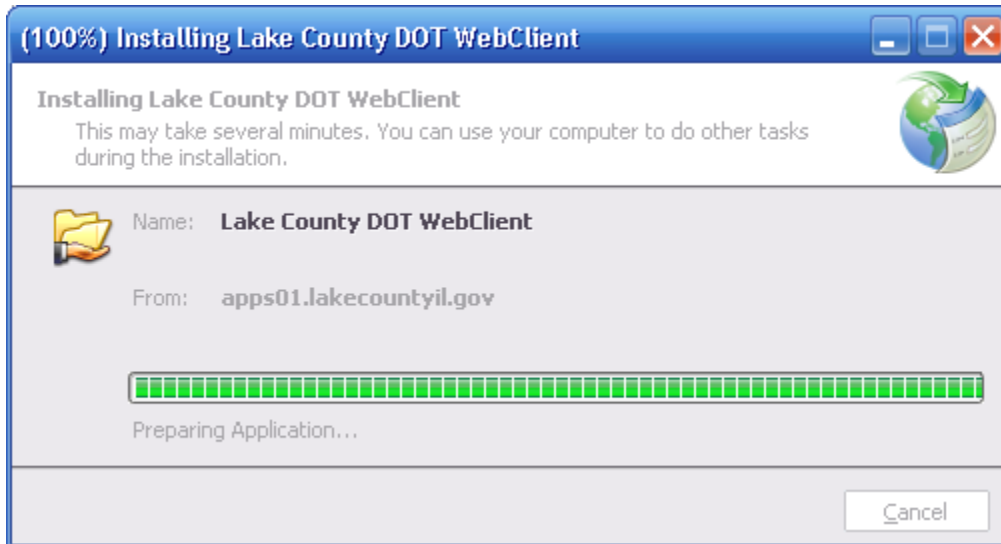 (100%) Installing Lake County DOT WebClient
Installing Lake County DOT WebClient
This may take several minutes. You can use your computer to do other tasks
during the installation.
Name: Lake County DOT WebClient
From: apps01.lakecountyil.gov
Preparing Application...
Cancel